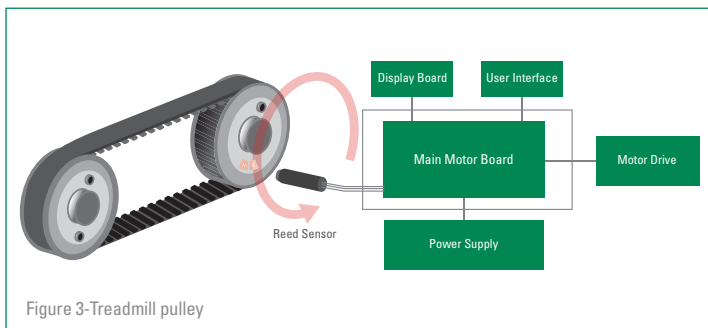 Display Board
User Interface
Main Motor Board
Motor Drive
Reed Sensor
Power Supply
Figure 3-Treadmill pulley